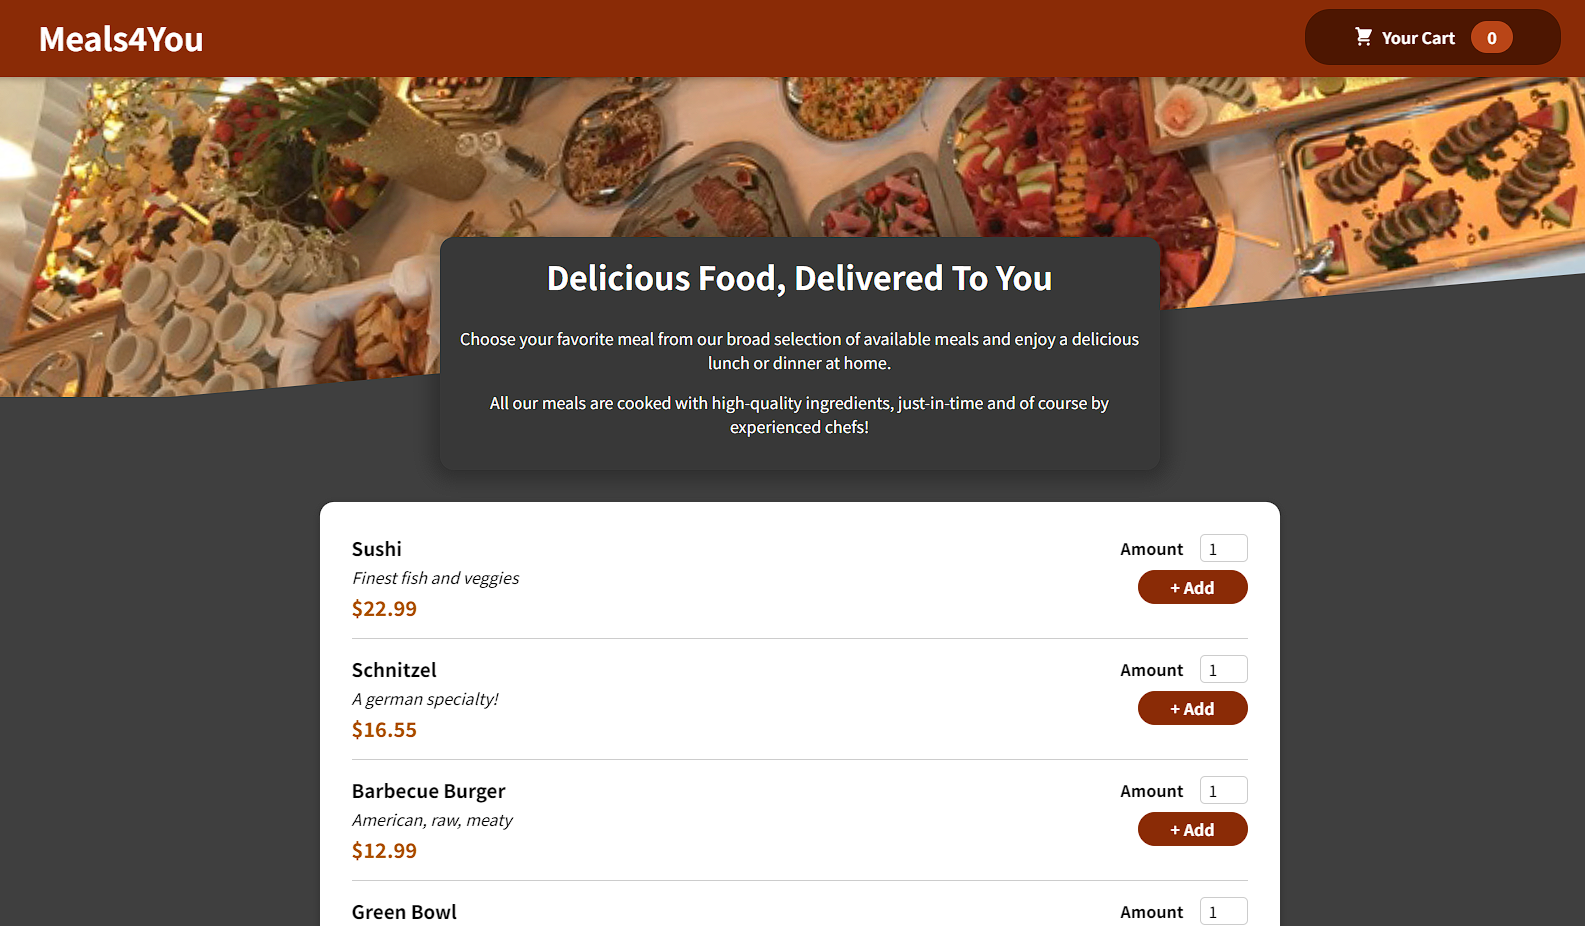 Meals4You
Your Cart 0
Delicious Food, Delivered To You
Choose your favorite meal from our broad selection of available meals and enjoy a delicious
lunch or dinner at home.
All our meals are cooked with high-quality ingredients, just-in-time and of course by
experienced chefs!
Sushi
Finest fish and veggies
$22.99
Amount 1
+ Add
Schnitzel
A german specialty!
$16.55
Amount 1
+ Add
Barbecue Burger
American, raw, meaty
$12.99
Amount 1
+ Add
Green Bowl
Amount 1